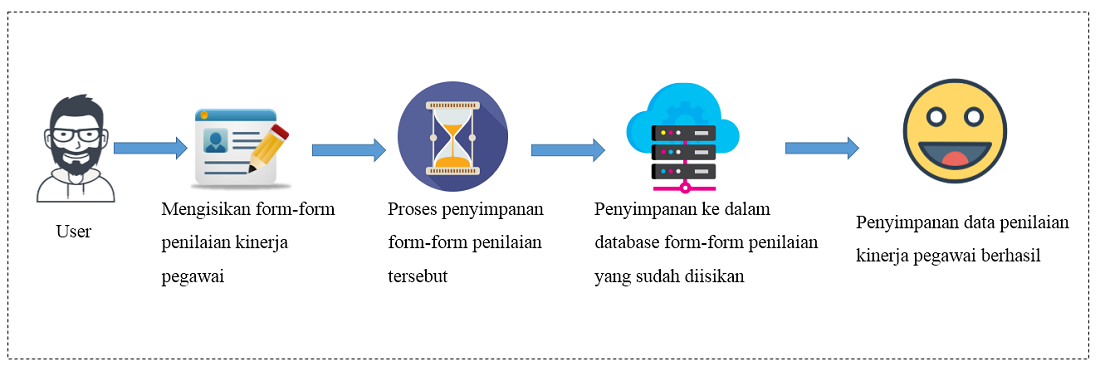 User
Mengisikan form-form
penilaian kinerja
pegawai
Proses penyimpanan
form-form penilaian
tersebut
Penyimpanan ke dalam
database form-form penilaian
yang sudah diisikan
Penyimpanan data penilaian
kinerja pegawai berhasil